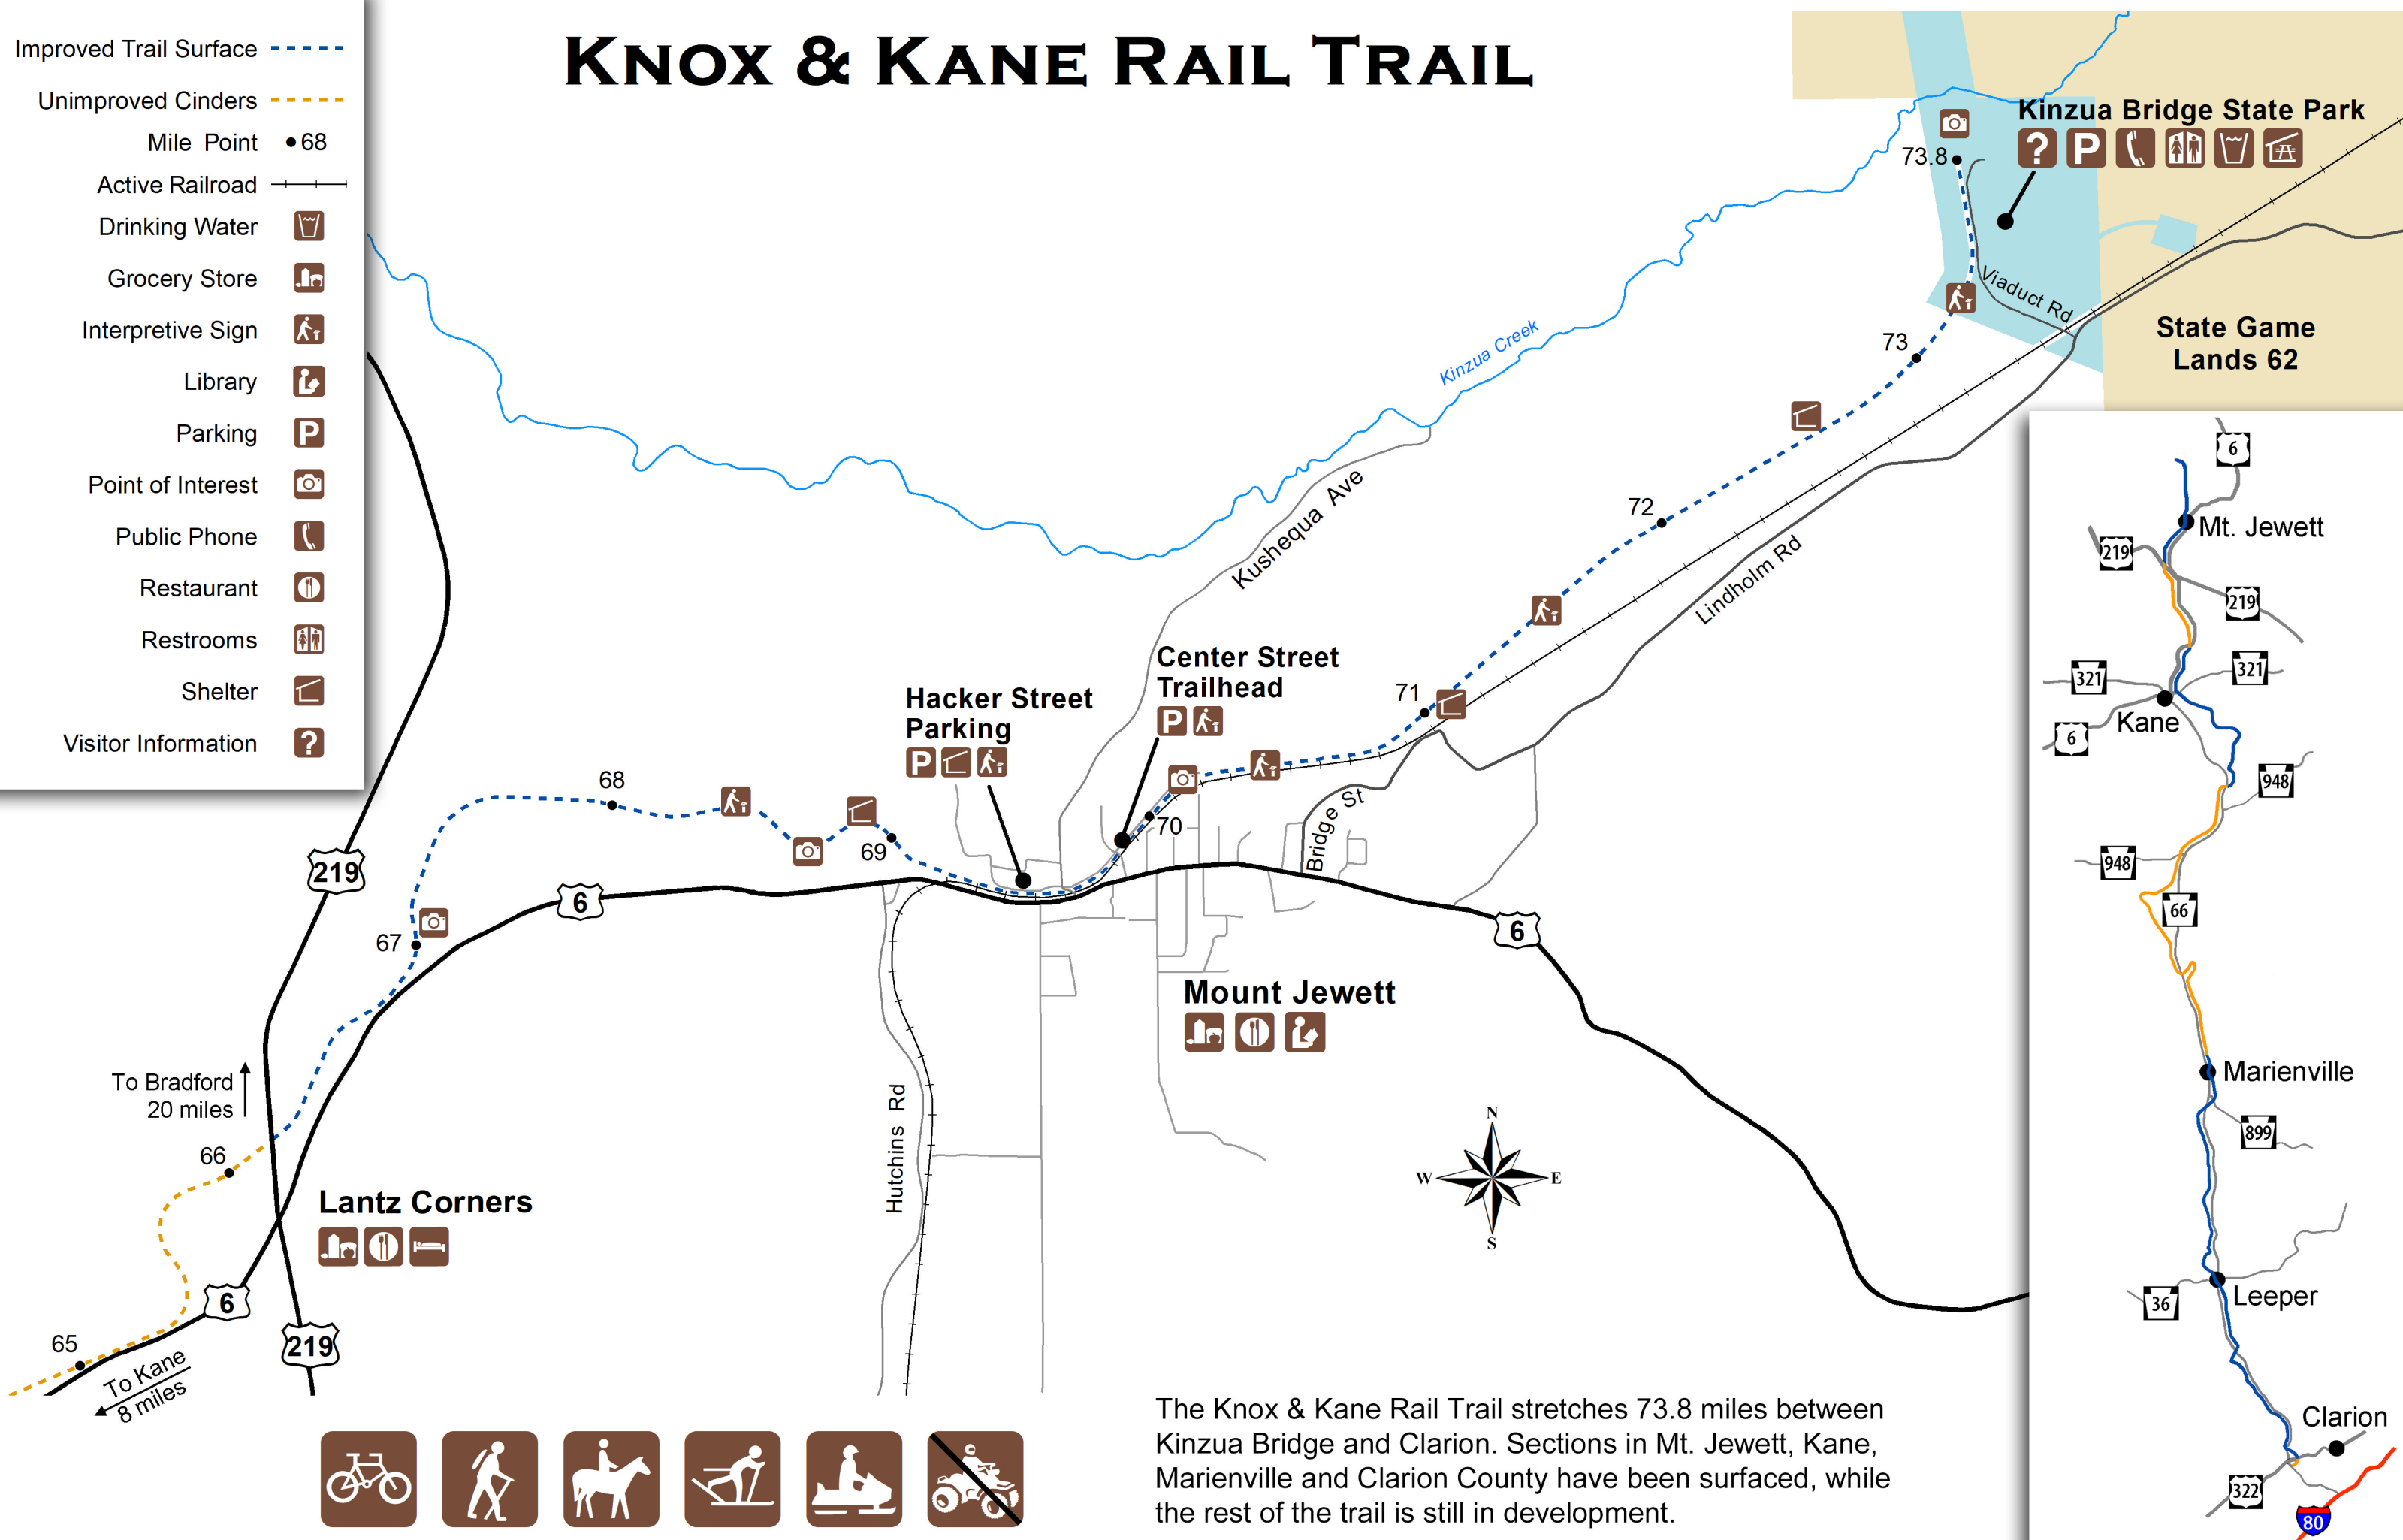 KNOX & KANE RAIL TRAIL
Improved Trail Surface
Unimproved Cinders
Mile Point
68
Active Railroad
Drinking Water
Grocery Store
Interpretive Sign
Library
Parking
P
Point of Interest
Public Phone
Restaurant
Restrooms
Shelter
Visitor Information
?
Kinzua Bridge State Park
? P
73.8
Viaduct Rd
State Game
Lands 62
73
Kinzua Creek
72
Kushequa Ave
Lindholm Rd
Center Street
Trailhead
P
71
Hacker Street
Parking
P
70
Bridge St
68
69
219
6
67
6
Mount Jewett
To Bradford
20 miles
66
Hutchins Rd
Lantz Corners
N
W
E
S
6
219
65
To Kane
8 miles
The Knox & Kane Rail Trail stretches 73.8 miles between
Kinzua Bridge and Clarion. Sections in Mt. Jewett, Kane,
Marienville and Clarion County have been surfaced, while
the rest of the trail is still in development.
6
Mt. Jewett
219
219
321
321
Kane
6
948
948
66
Marienville
899
36
Leeper
Clarion
322
80